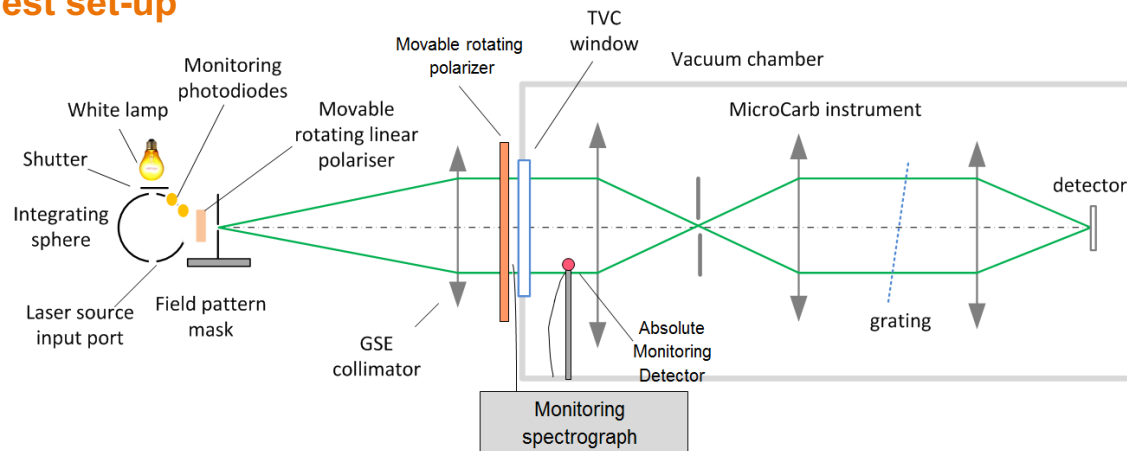 est set-up
TVC
window
Movable rotating
polarizer
Vacuum chamber
Monitoring
photodiodes
White lamp
Movable
rotating linear
polariser
MicroCarb instrument
Shutter
detector
Integrating
sphere
Laser source
input port
Field pattern
mask
GSE
collimator
Absolute
Monitoring
Detector
grating
Monitoring
spectrograph